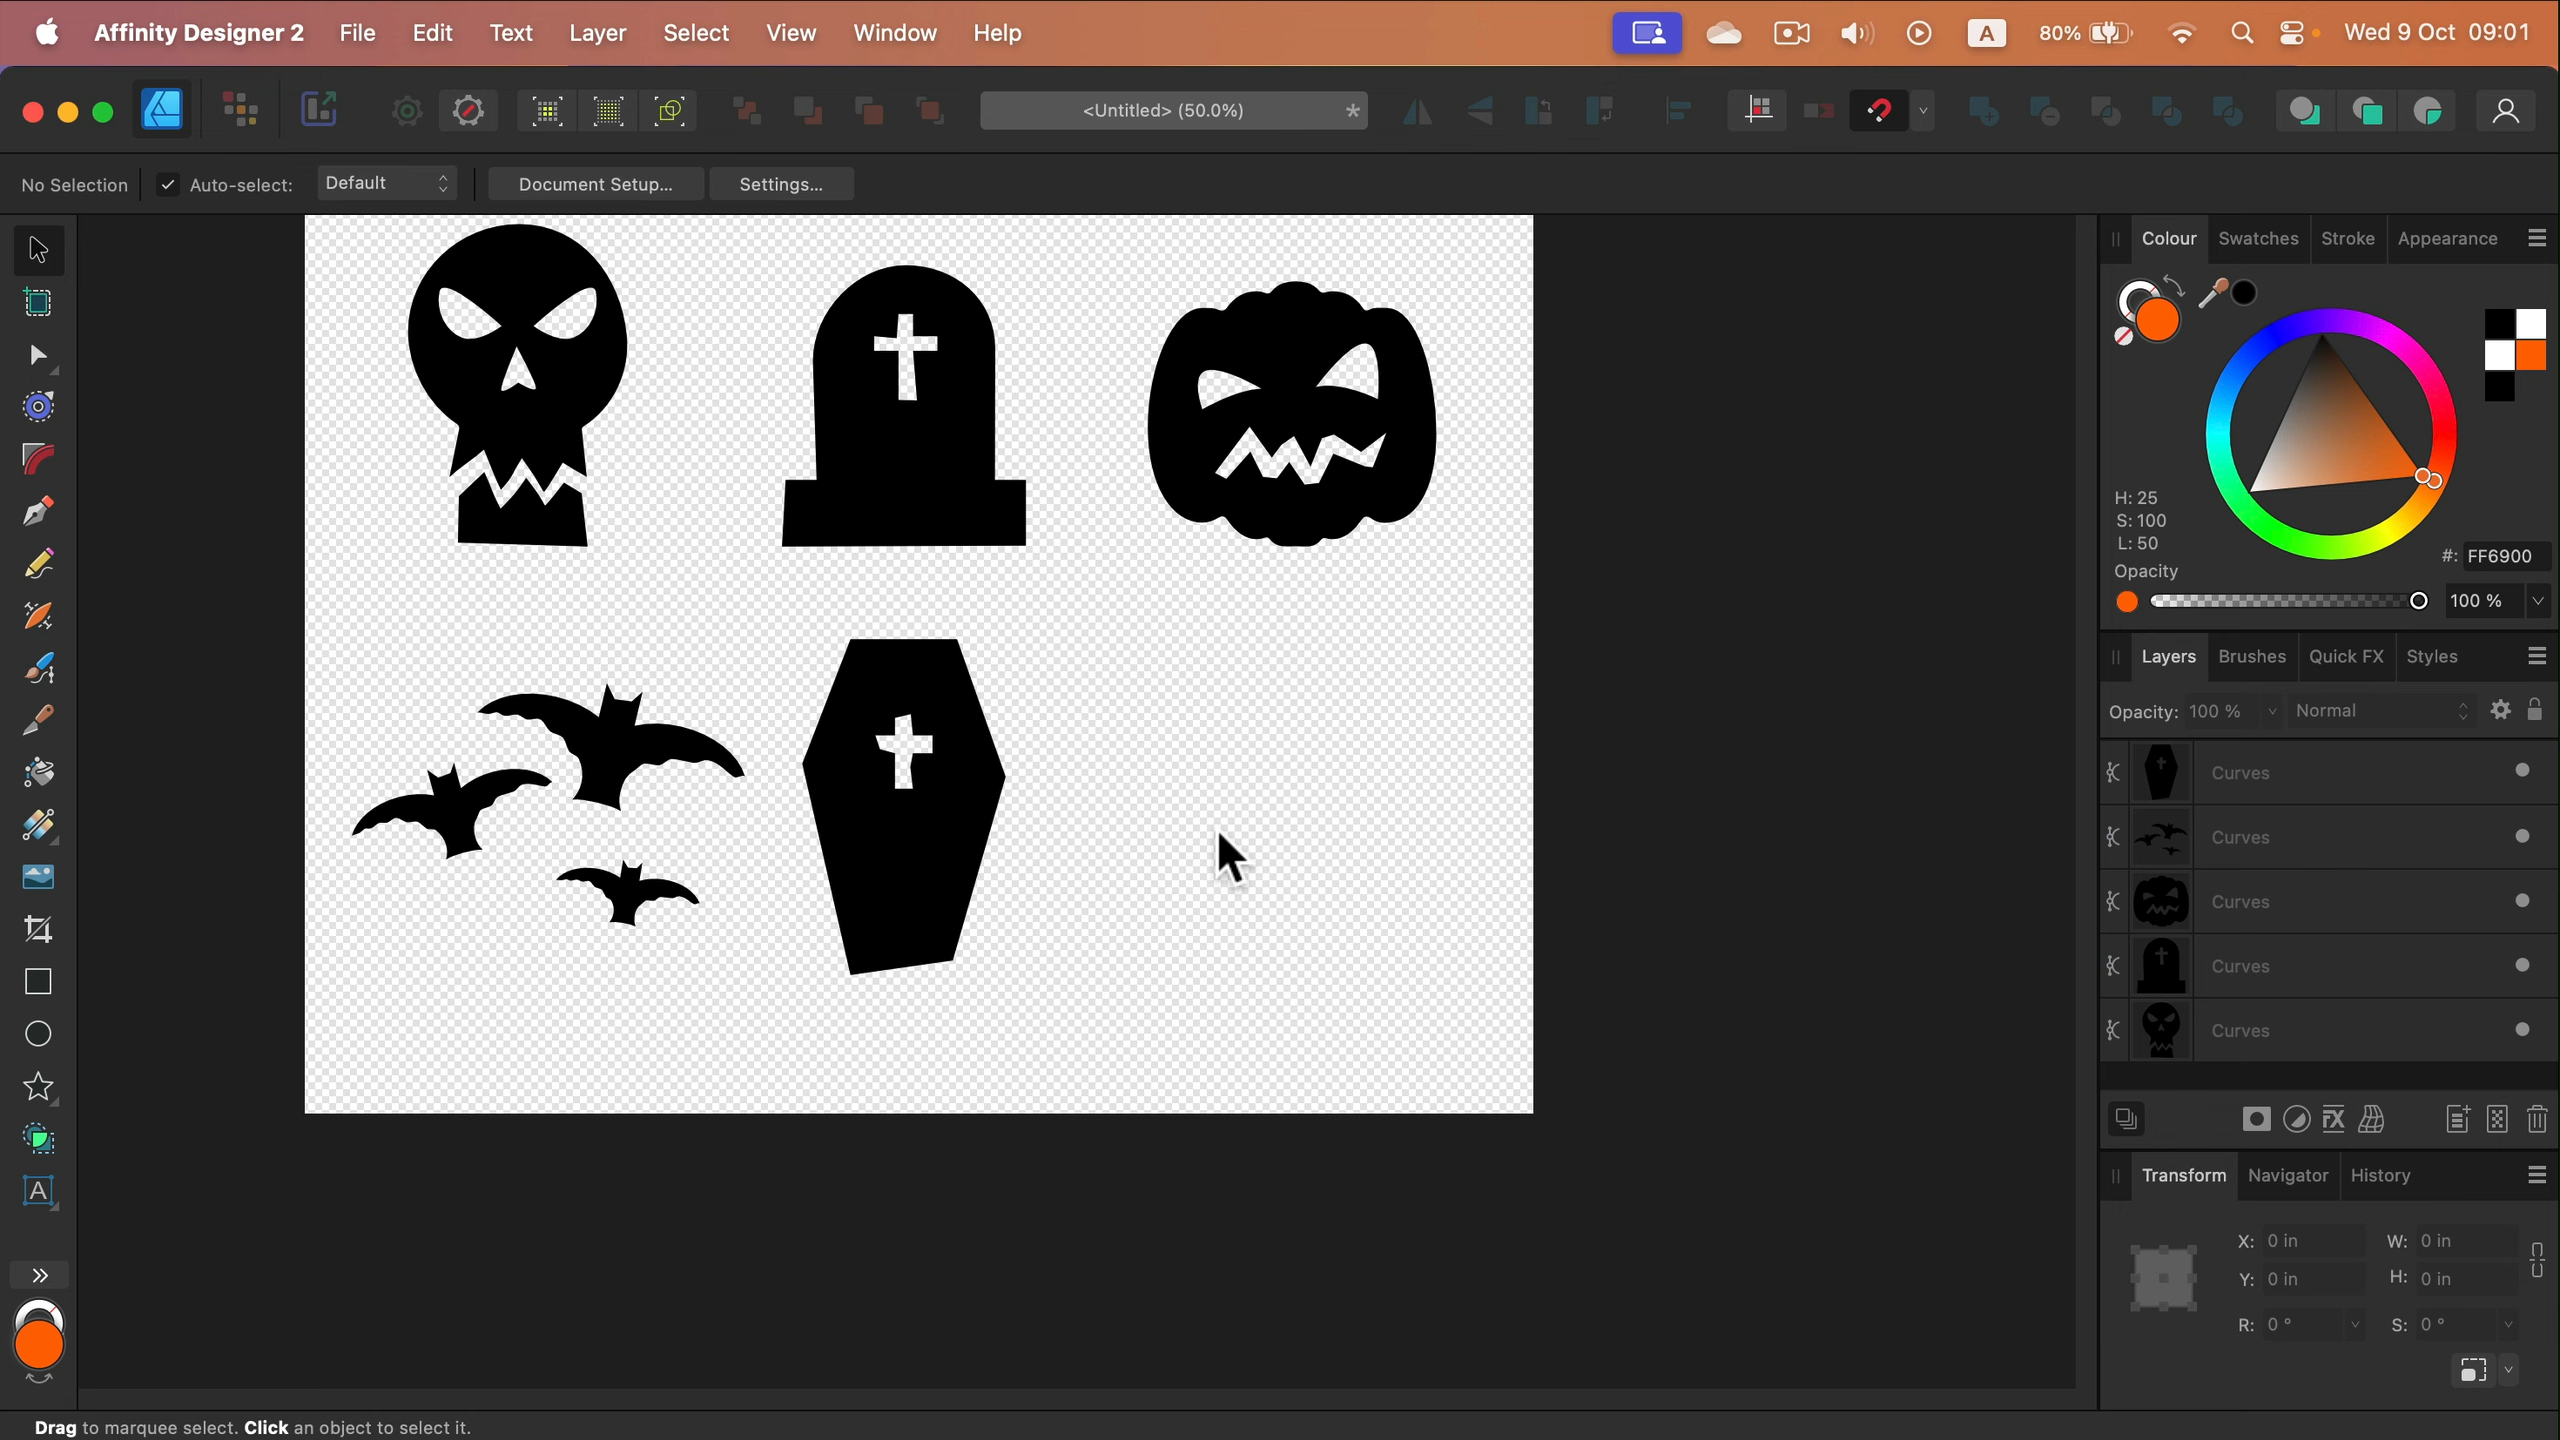 Affinity Designer 2 File Edit Text Layer Select View Window Help A 80% Wed 9 Oct 09:01
<Untitled> (50.0%) *
No Selection Auto-select: Default Document Setup... Settings...
Colour Swatches Stroke Appearance
H: 25
S: 100
L: 50
#: FF6900
Opacity
100 %
Layers Brushes Quick FX Styles
Opacity: 100 % Normal
Curves
Curves
Curves
Curves
Curves
FX
A
Transform Navigator History
X: 0 in W: 0 in
Y: 0 in H: 0 in
R: 0 ° S: 0 °
Drag to marquee select. Click an object to select it.